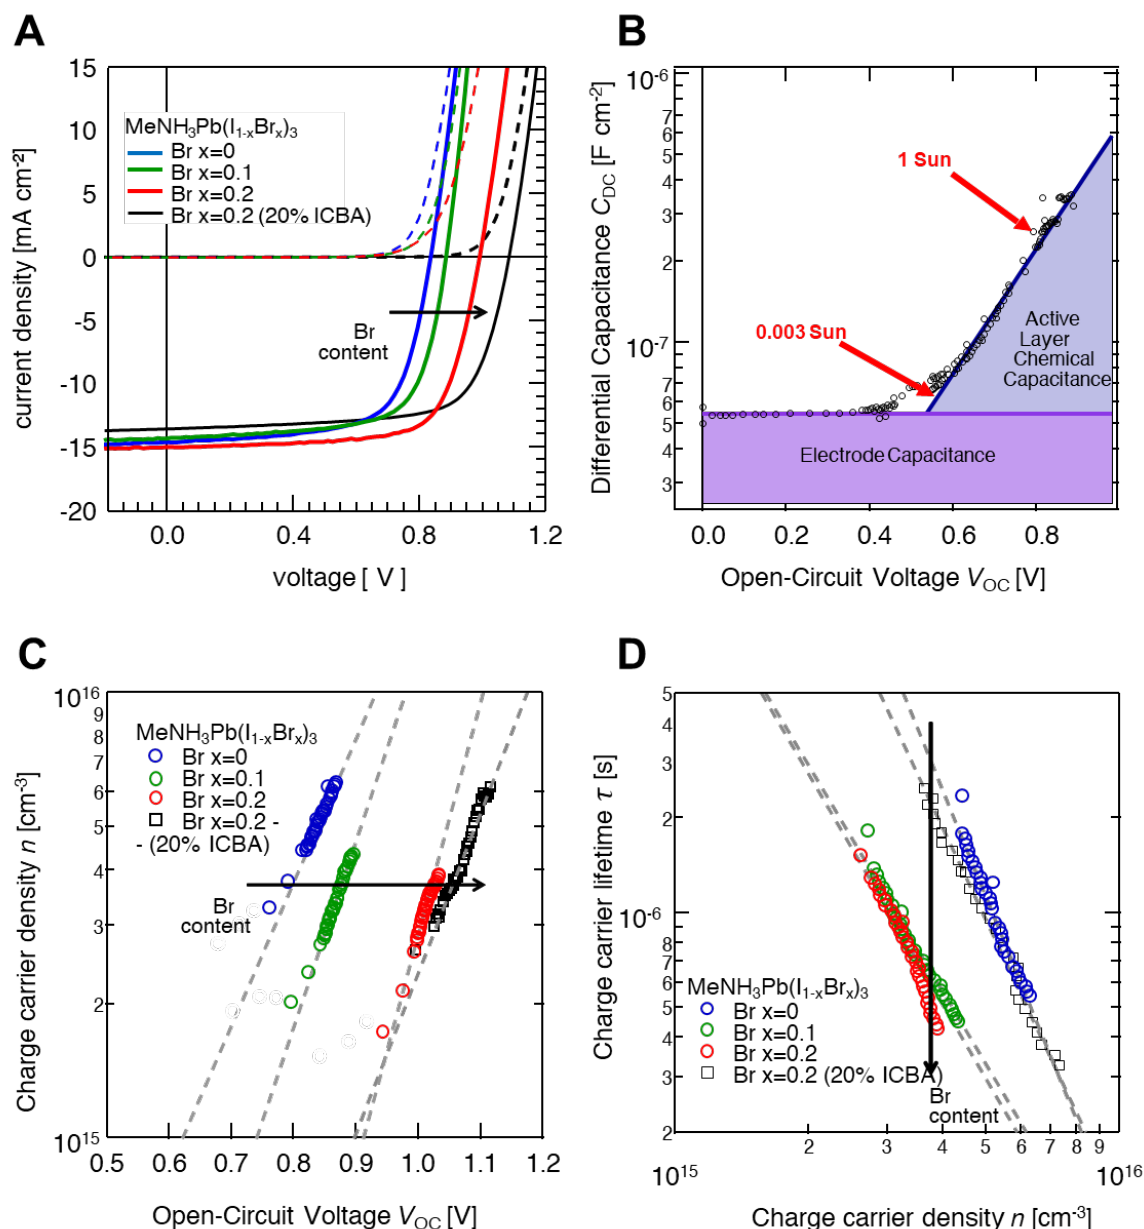 A
current density [mA cm⁻²]
15
10
5
0
-5
-10
-15
-20
MeNH₃Pb(I₁₋ₓBrₓ)₃
Br x=0
Br x=0.1
Br x=0.2
Br x=0.2 (20% ICBA)
Br
content
0.0
0.4
0.8
1.2
voltage [ V ]
B
Differential Capacitance C_DC [F cm⁻²]
10⁻⁶
8
6
5
4
3
2
10⁻⁷
8
7
6
5
4
3
1 Sun
0.003 Sun
Active
Layer
Chemical
Capacitance
Electrode Capacitance
0.0
0.2
0.4
0.6
0.8
Open-Circuit Voltage V_OC [V]
C
Charge carrier density n [cm⁻³]
10¹⁶
9
8
7
6
5
4
3
2
10¹⁵
MeNH₃Pb(I₁₋ₓBrₓ)₃
Br x=0
Br x=0.1
Br x=0.2
Br x=0.2 -
- (20% ICBA)
Br
content
0.5
0.6
0.7
0.8
0.9
1.0
1.1
1.2
Open-Circuit Voltage V_OC [V]
D
Charge carrier lifetime τ [s]
5
4
3
2
10⁻⁶
8
7
6
5
4
3
2
MeNH₃Pb(I₁₋ₓBrₓ)₃
Br x=0
Br x=0.1
Br x=0.2
Br x=0.2 (20% ICBA)
Br
content
10¹⁵
2
3
4
5
6
7
8
9
10¹⁶
Charge carrier density n [cm⁻³]